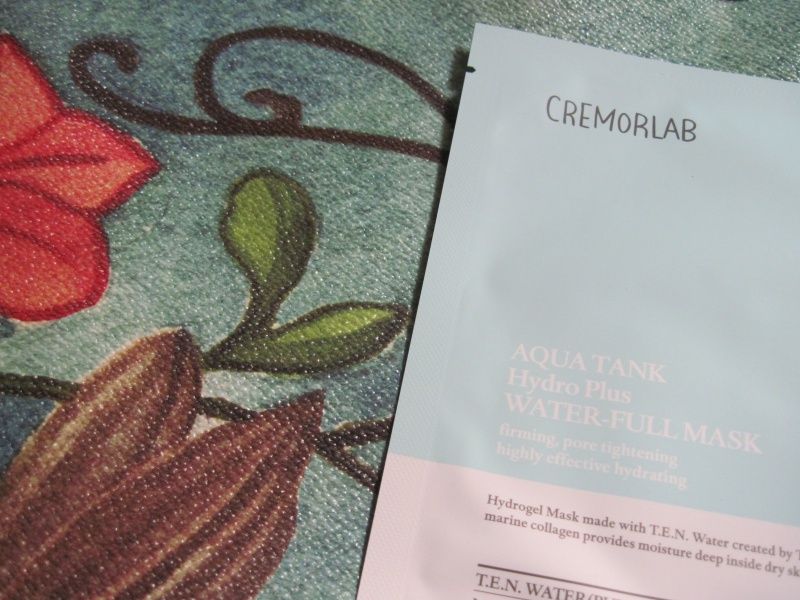 CREMORLAB
AQUA TANK
Hydro Plus
WATER-FULL MASK
firming, pore tightening
highly effective hydrating
Hydrogel Mask made with T.E.N. Water created by
marine collagen provides moisture deep inside dry
T.E.N. WATER